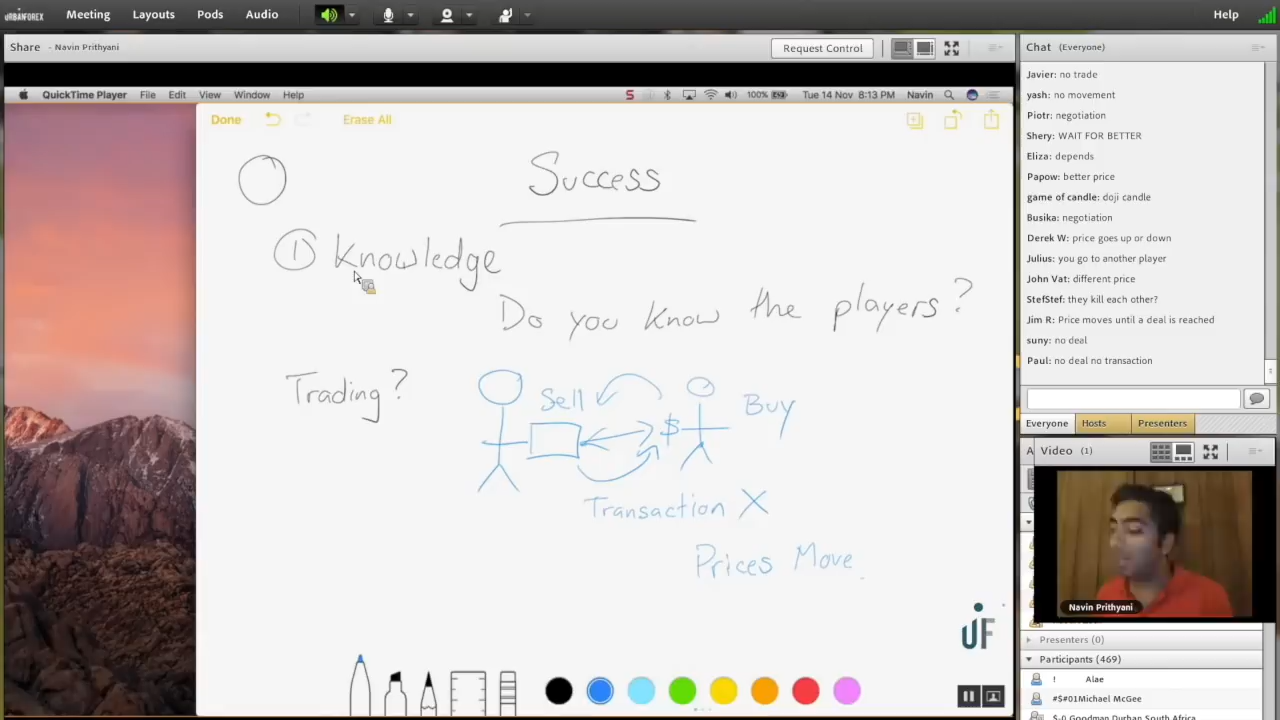 URBANFOREX Meeting Layouts Pods Audio Help
Share - Navin Prithyani
Request Control
QuickTime Player File Edit View Window Help
S 100% Tue 14 Nov 8:13 PM Navin
Done Erase All
Success
① Knowledge
Do you know the players?
Trading?
Sell
$ Buy
Transaction X
Prices Move
UF
Chat (Everyone)
Javier: no trade
yash: no movement
Piotr: negotiation
Shery: WAIT FOR BETTER
Eliza: depends
Papow: better price
game of candle: doji candle
Busika: negotiation
Derek W: price goes up or down
Julius: you go to another player
John Vat: different price
StefStef: they kill each other?
Jim R: Price moves until a deal is reached
suny: no deal
Paul: no deal no transaction
Everyone Hosts Presenters
A Video (1)
Navin Prithyani
Presenters (0)
Participants (469)
! Alae
#$#01Michael McGee
$-0 Goodman Durban South Africa